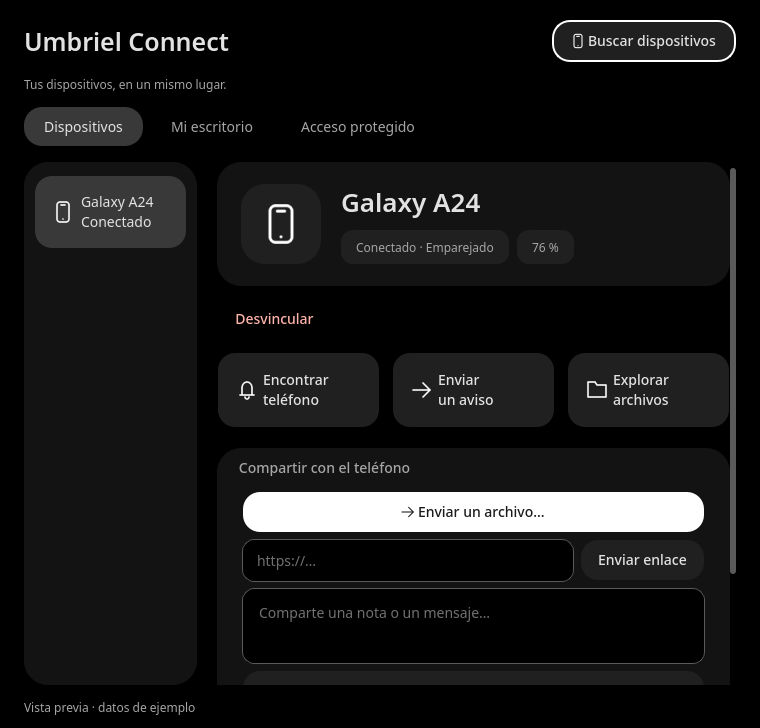 Umbriel Connect
Buscar dispositivos
Tus dispositivos, en un mismo lugar.
Dispositivos
Mi escritorio
Acceso protegido
Galaxy A24
Conectado
Galaxy A24
Conectado · Emparejado
76 %
Desvincular
Encontrar
teléfono
Enviar
un aviso
Explorar
archivos
Compartir con el teléfono
Enviar un archivo...
https://...
Enviar enlace
Comparte una nota o un mensaje...
Vista previa · datos de ejemplo